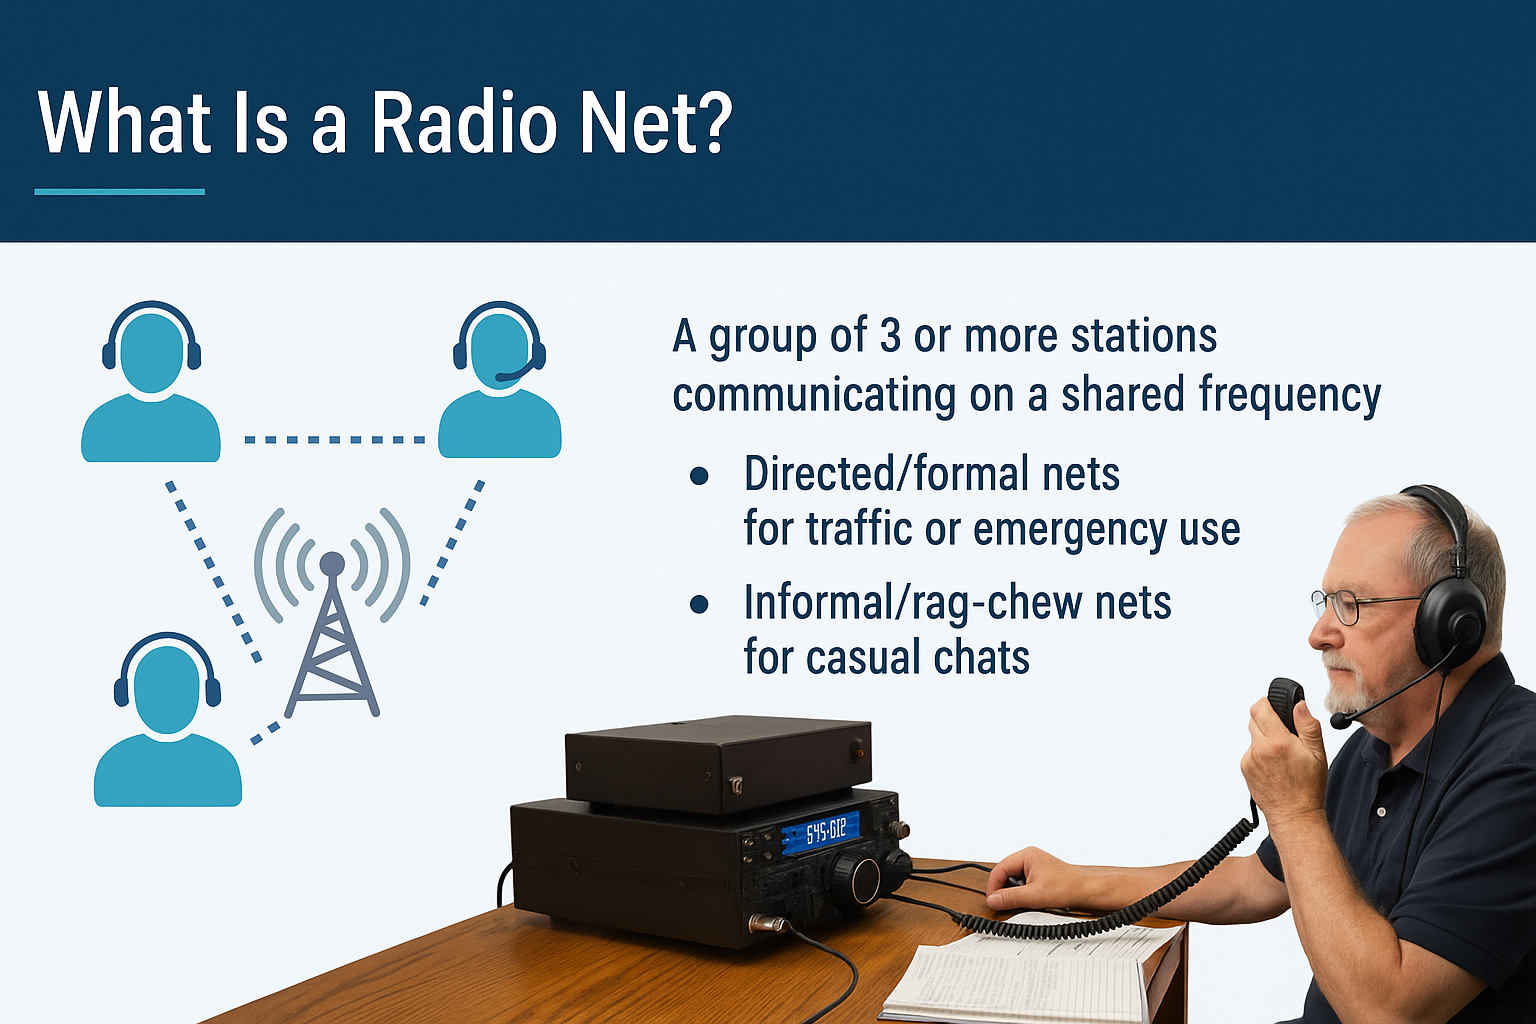 What Is a Radio Net?
A group of 3 or more stations
communicating on a shared frequency
• Directed/formal nets
for traffic or emergency use
• Informal/rag-chew nets
for casual chats